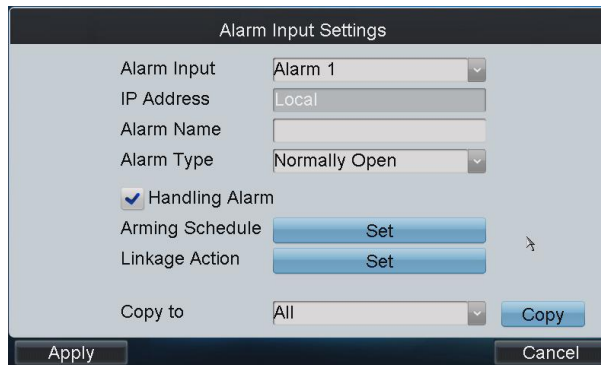 Alarm Input Settings
Alarm Input Alarm 1
IP Address Local
Alarm Name
Alarm Type Normally Open
Handling Alarm
Arming Schedule Set
Linkage Action Set
Copy to All Copy
Apply Cancel